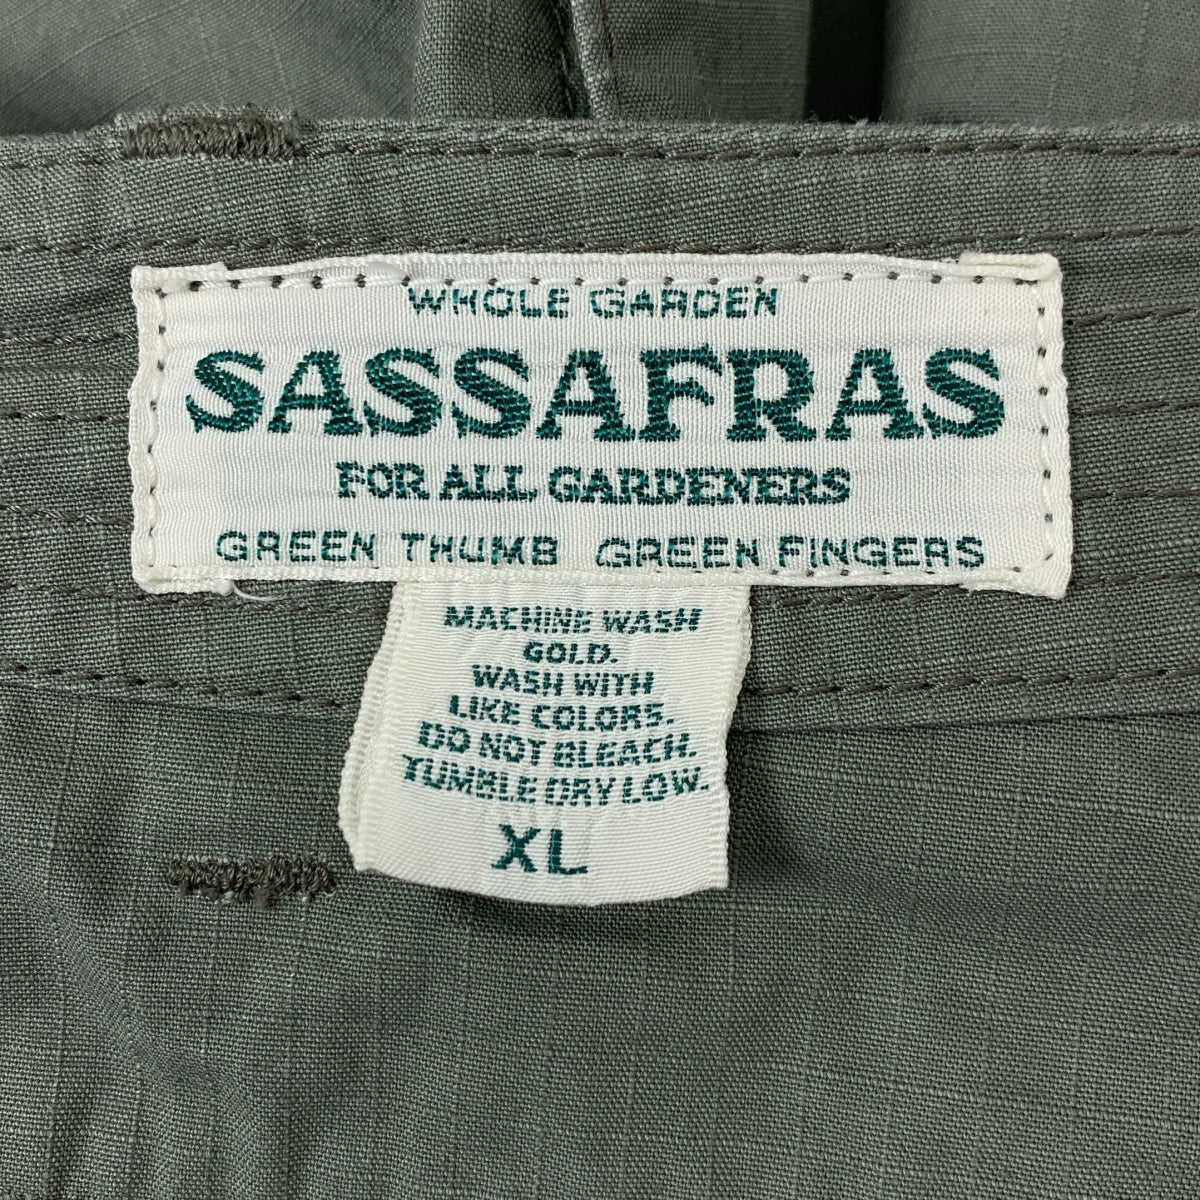 WHOLE GARDEN
SASSAFRAS
FOR ALL GARDENERS
GREEN THUMB GREEN FINGERS
MACHINE WASH
GOLD.
WASH WITH
LIKE COLORS.
DO NOT BLEACH.
TUMBLE DRY LOW.
XL